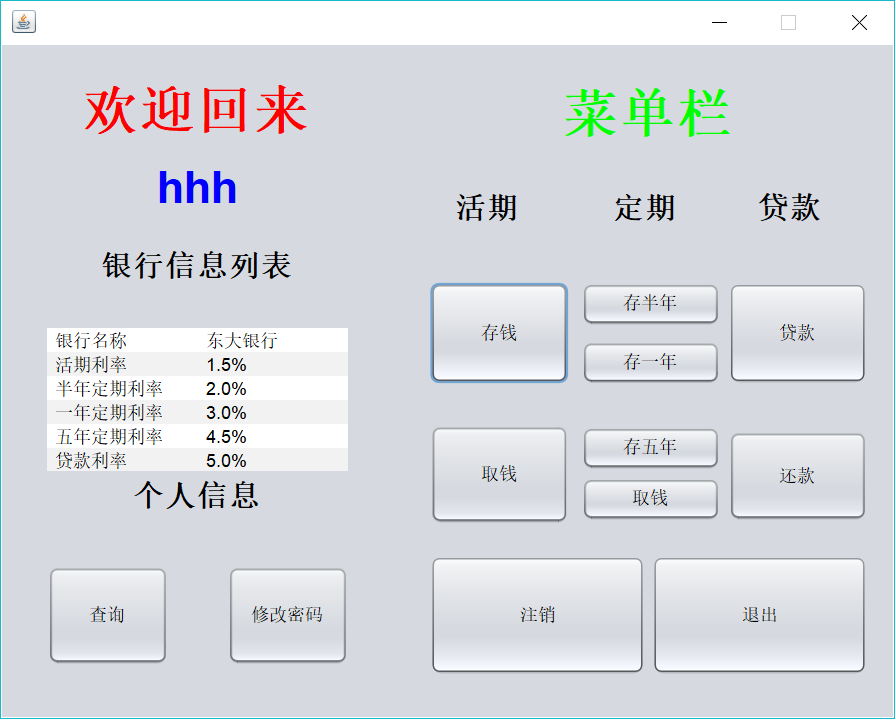 欢迎回来
hhh
银行信息列表
银行名称 东大银行
活期利率 1.5%
半年定期利率 2.0%
一年定期利率 3.0%
五年定期利率 4.5%
贷款利率 5.0%
个人信息
查询 修改密码
菜单栏
活期 定期 贷款
存钱 存半年 贷款
存一年
取钱 存五年 还款
取钱
注销 退出